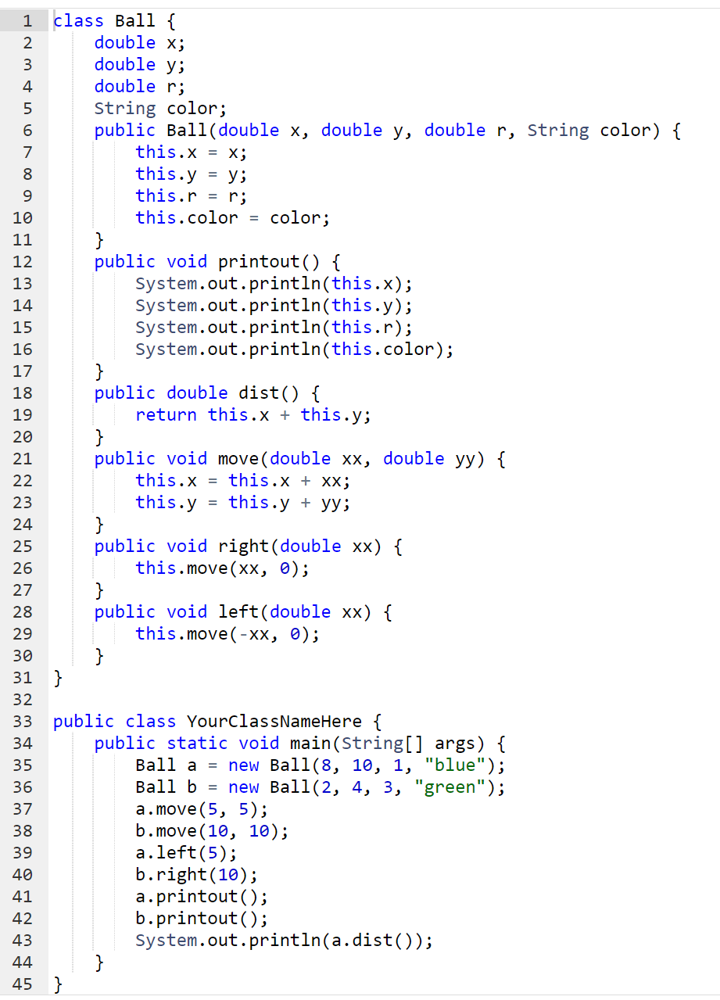 1 class Ball {
2     double x;
3     double y;
4     double r;
5     String color;
6     public Ball(double x, double y, double r, String color) {
7         this.x = x;
8         this.y = y;
9         this.r = r;
10         this.color = color;
11     }
12     public void printout() {
13         System.out.println(this.x);
14         System.out.println(this.y);
15         System.out.println(this.r);
16         System.out.println(this.color);
17     }
18     public double dist() {
19         return this.x + this.y;
20     }
21     public void move(double xx, double yy) {
22         this.x = this.x + xx;
23         this.y = this.y + yy;
24     }
25     public void right(double xx) {
26         this.move(xx, 0);
27     }
28     public void left(double xx) {
29         this.move(-xx, 0);
30     }
31 }
32
33 public class YourClassNameHere {
34     public static void main(String[] args) {
35         Ball a = new Ball(8, 10, 1, "blue");
36         Ball b = new Ball(2, 4, 3, "green");
37         a.move(5, 5);
38         b.move(10, 10);
39         a.left(5);
40         b.right(10);
41         a.printout();
42         b.printout();
43         System.out.println(a.dist());
44     }
45 }